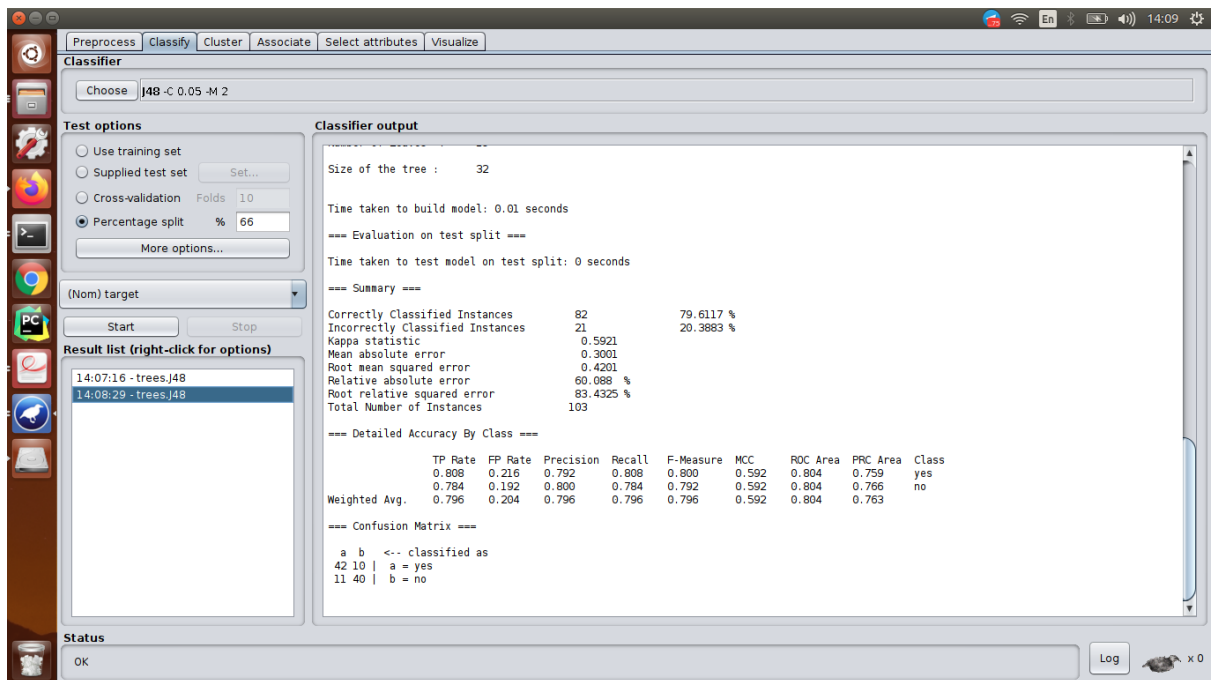 75 En 14:09
Preprocess Classify Cluster Associate Select attributes Visualize
Classifier
Choose J48 -C 0.05 -M 2
Test options
Use training set
Supplied test set Set...
Cross-validation Folds 10
Percentage split % 66
More options...
(Nom) target
Start Stop
Result list (right-click for options)
14:07:16 - trees.J48
14:08:29 - trees.J48
Classifier output
Size of the tree : 32
Time taken to build model: 0.01 seconds
=== Evaluation on test split ===
Time taken to test model on test split: 0 seconds
=== Summary ===
Correctly Classified Instances 82 79.6117 %
Incorrectly Classified Instances 21 20.3883 %
Kappa statistic 0.5921
Mean absolute error 0.3001
Root mean squared error 0.4201
Relative absolute error 60.088 %
Root relative squared error 83.4325 %
Total Number of Instances 103
=== Detailed Accuracy By Class ===
TP Rate FP Rate Precision Recall F-Measure MCC ROC Area PRC Area Class
0.808 0.216 0.792 0.808 0.800 0.592 0.804 0.759 yes
0.784 0.192 0.800 0.784 0.792 0.592 0.804 0.766 no
Weighted Avg. 0.796 0.204 0.796 0.796 0.796 0.592 0.804 0.763
=== Confusion Matrix ===
a b <-- classified as
42 10 | a = yes
11 40 | b = no
Status
OK
Log x 0
PC